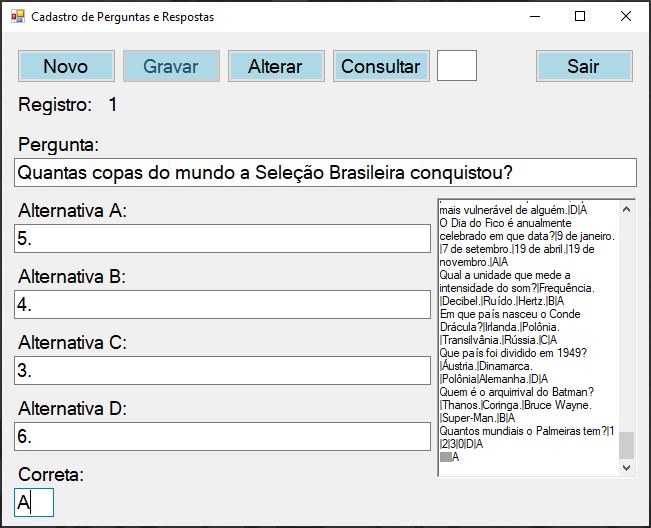 Cadastro de Perguntas e Respostas
Novo Gravar Alterar Consultar Sair
Registro: 1
Pergunta:
Quantas copas do mundo a Seleção Brasileira conquistou?
Alternativa A:
5.
Alternativa B:
4.
Alternativa C:
3.
Alternativa D:
6.
Correta:
A
mais vulnerável de alguém.|D|A
O Dia do Fico é anualmente
celebrado em que data?|9 de janeiro.
|7 de setembro.|19 de abril.|19 de
novembro.|A|A
Qual a unidade que mede a
intensidade do som?|Frequência.
|Decibel.|Ruído.|Hertz.|B|A
Em que país nasceu o Conde
Drácula?|Irlanda.|Polônia.
|Transilvânia.|Rússia.|C|A
Que país foi dividido em 1949?
|Áustria.|Dinamarca.
|Polônia|Alemanha.|D|A
Quem é o arquirrival do Batman?
|Thanos.|Coringa.|Bruce Wayne.
|Super-Man.|B|A
Quantos mundiais o Palmeiras tem?|1
|2|3|0|D|A
|A